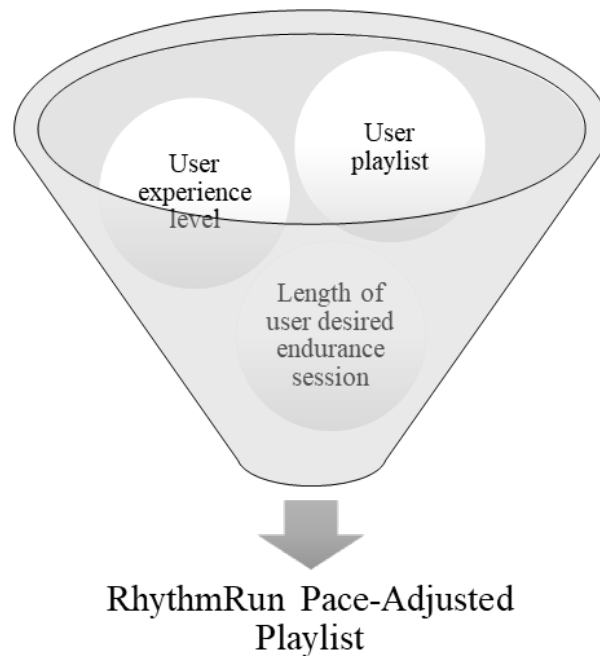 User
experience
level
User
playlist
Length of
user desired
endurance
session
RhythmRun Pace-Adjusted
Playlist